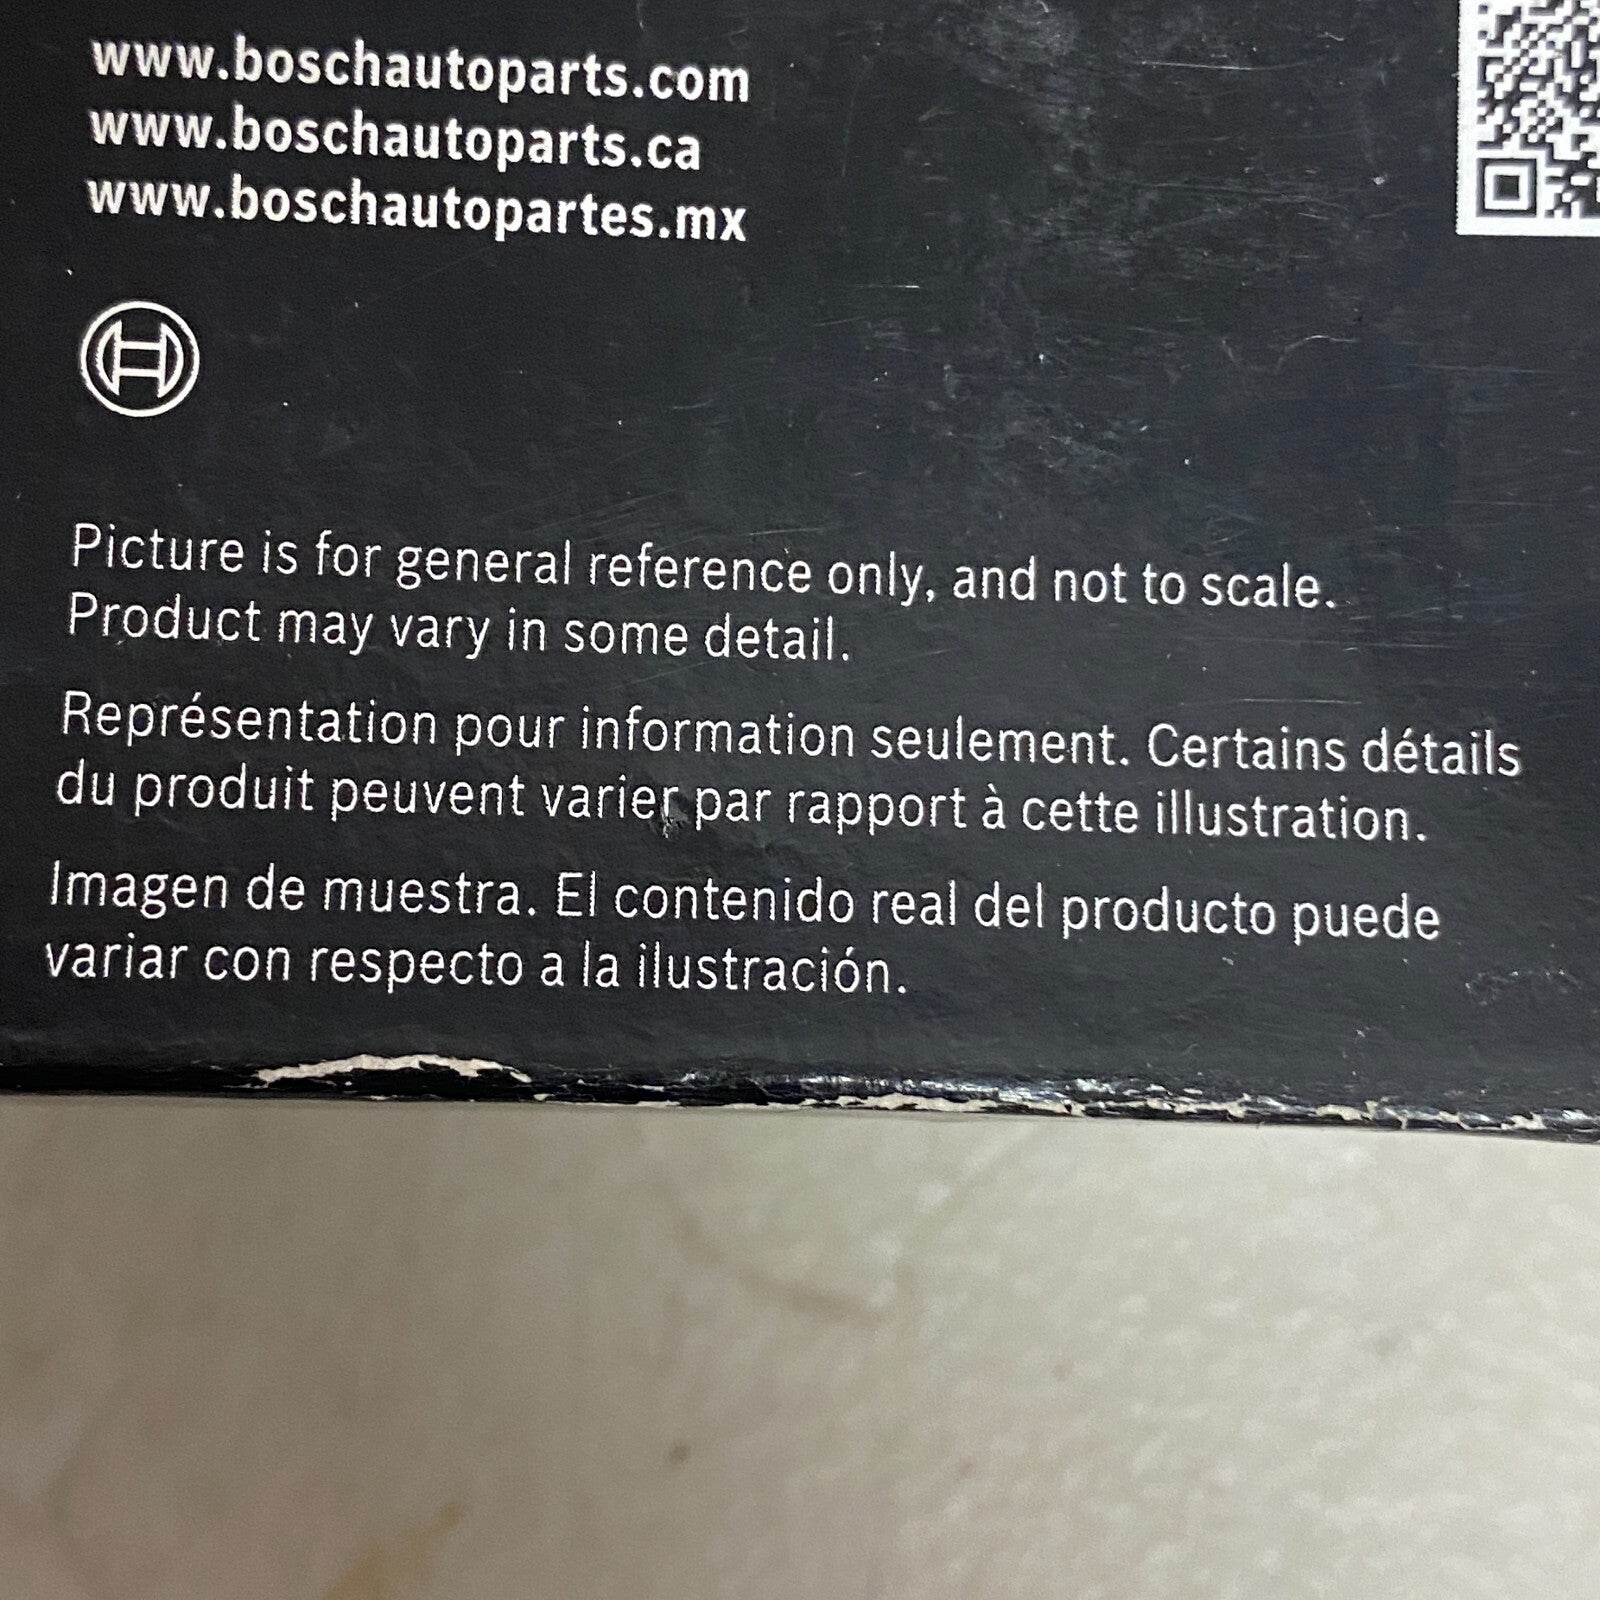 www.boschautoparts.com
www.boschautoparts.ca
www.boschautopartes.mx
Picture is for general reference only, and not to scale.
Product may vary in some detail.
Représentation pour information seulement. Certains détails
du produit peuvent varier par rapport à cette illustration.
Imagen de muestra. El contenido real del producto puede
variar con respecto a la ilustración.